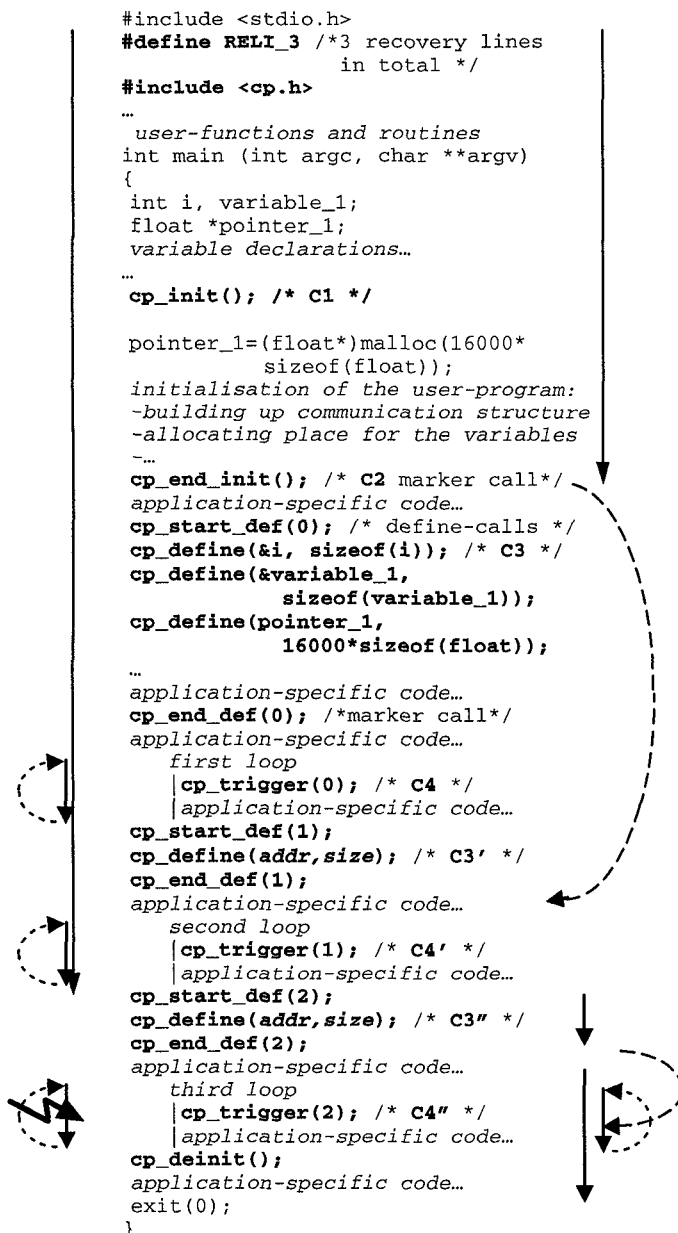 #include <stdio.h>
#define RELI_3 /*3 recovery lines
in total */
#include <cp.h>
…
user-functions and routines
int main (int argc, char **argv)
{
int i, variable_1;
float *pointer_1;
variable declarations…
…
cp_init(); /* C1 */
pointer_1=(float*)malloc(16000*
sizeof(float));
initialisation of the user-program:
-building up communication structure
-allocating place for the variables
-…
cp_end_init(); /* C2 marker call*/
application-specific code…
cp_start_def(0); /* define-calls */
cp_define(&i, sizeof(i)); /* C3 */
cp_define(&variable_1,
sizeof(variable_1));
cp_define(pointer_1,
16000*sizeof(float));
…
application-specific code…
cp_end_def(0); /*marker call*/
application-specific code…
first loop
|cp_trigger(0); /* C4 */
|application-specific code…
cp_start_def(1);
cp_define(addr,size); /* C3' */
cp_end_def(1);
application-specific code…
second loop
|cp_trigger(1); /* C4' */
|application-specific code…
cp_start_def(2);
cp_define(addr,size); /* C3" */
cp_end_def(2);
application-specific code…
third loop
|cp_trigger(2); /* C4" */
|application-specific code…
cp_deinit();
application-specific code…
exit(0);
}